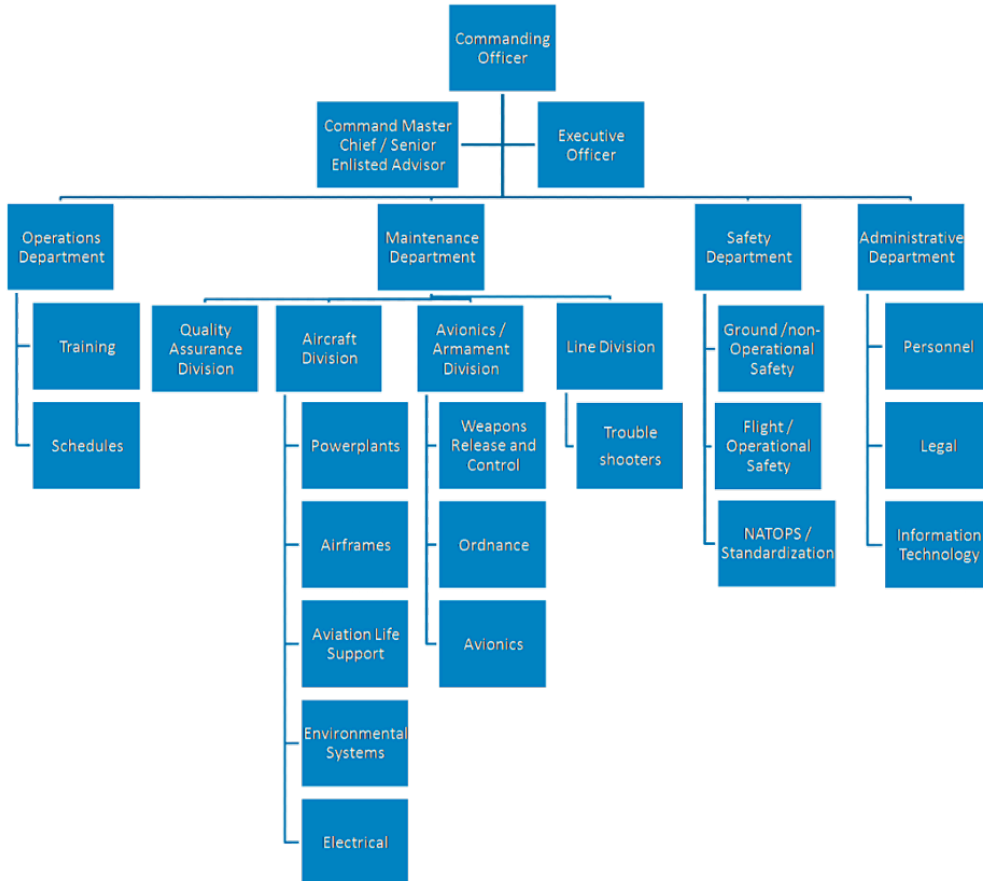 Commanding
Officer
Command Master
Chief / Senior
Enlisted Advisor
Executive
Officer
Operations
Department
Maintenance
Department
Safety
Department
Administrative
Department
Training
Schedules
Quality
Assurance
Division
Aircraft
Division
Powerplants
Airframes
Aviation Life
Support
Environmental
Systems
Electrical
Avionics /
Armament
Division
Weapons
Release and
Control
Ordnance
Avionics
Line Division
Trouble
shooters
Ground /non-
Operational
Safety
Flight /
Operational
Safety
NATOPS /
Standardization
Personnel
Legal
Information
Technology